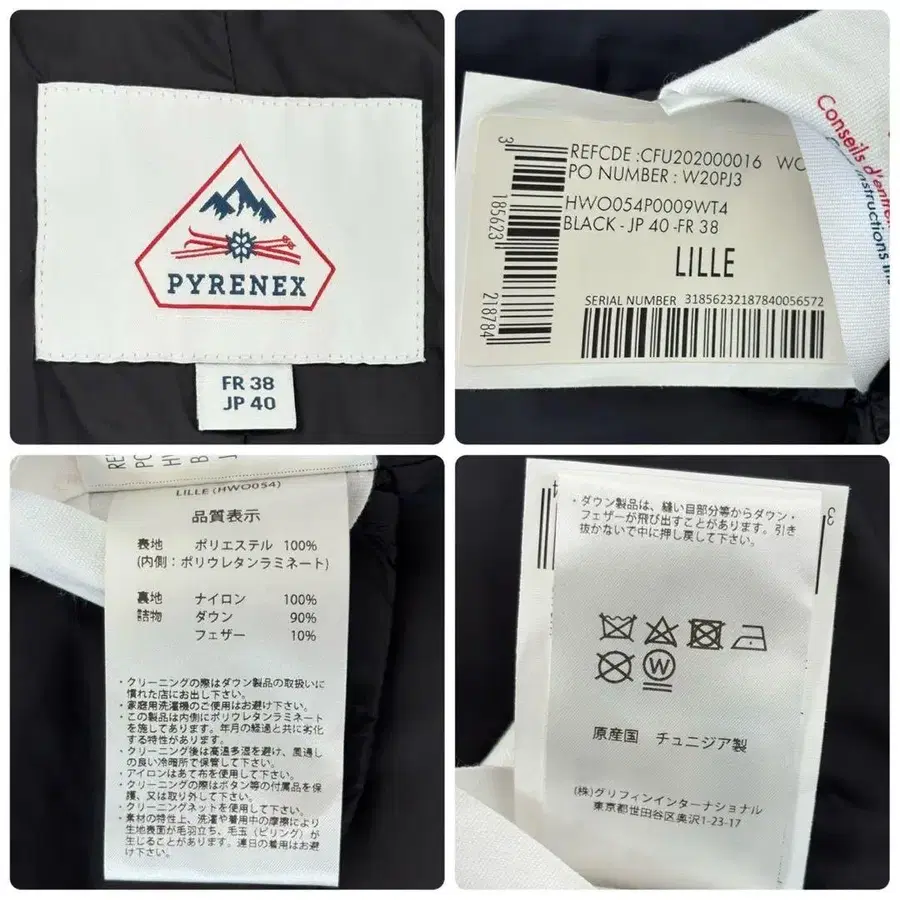 PYRENEX
FR 38
JP 40
Conseils d'entre
REFCDE :CFU202000016 WO
PO NUMBER : W20PJ3
HWO054P0009WT4
BLACK - JP 40 -FR 38
LILLE
SERIAL NUMBER 31856232187840056572
3 185623 218784
LILLE (HWO054)
品質表示
表地 ポリエステル 100%
(内側：ポリウレタンラミネート)
裏地 ナイロン 100%
詰物 ダウン 90%
フェザー 10%
・クリーニングの際はダウン製品の取扱いに
慣れた店にお出し下さい。
・家庭用洗濯機のご使用はお避け下さい。
・この製品は内側にポリウレタンラミネート
を施してあります。年月の経過と共に劣化
する特性があります。
・クリーニング後は高温多湿を避け、風通し
の良い冷暗所で保管して下さい。
・アイロンはあて布を使用して下さい。
・クリーニングの際はボタン等の付属品を保
護、又は取り外して下さい。
・クリーニングネットを使用して下さい。
・素材の特性上、洗濯や着用中の摩擦により
生地表面が毛羽立ち、毛玉（ピリング）が
生じることがあります。連日の着用はお避
け下さい。
・ダウン製品は、縫い目部分等からダウン・
フェザーが飛び出すことがあります。引き
抜かないで中に押し戻して下さい。
W
原産国 チュニジア製
(株)グリフィンインターナショナル
東京都世田谷区奥沢1-23-17